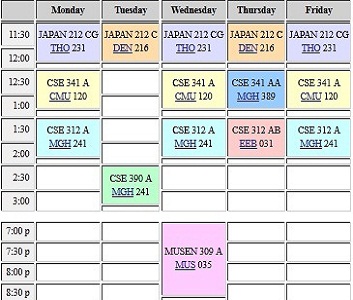 Monday Tuesday Wednesday Thursday Friday
11:30 JAPAN 212 CG JAPAN 212 C JAPAN 212 CG JAPAN 212 C JAPAN 212 CG
THO 231 DEN 216 THO 231 DEN 216 THO 231
12:00
12:30 CSE 341 A CSE 341 A CSE 341 AA CSE 341 A
1:00 CMU 120 CMU 120 MGH 389 CMU 120
1:30 CSE 312 A CSE 312 A CSE 312 AB CSE 312 A
2:00 MGH 241 MGH 241 EEB 031 MGH 241
2:30 CSE 390 A
3:00 MGH 241
7:00 p
7:30 p MUSEN 309 A
8:00 p MUS 035
8:30 p